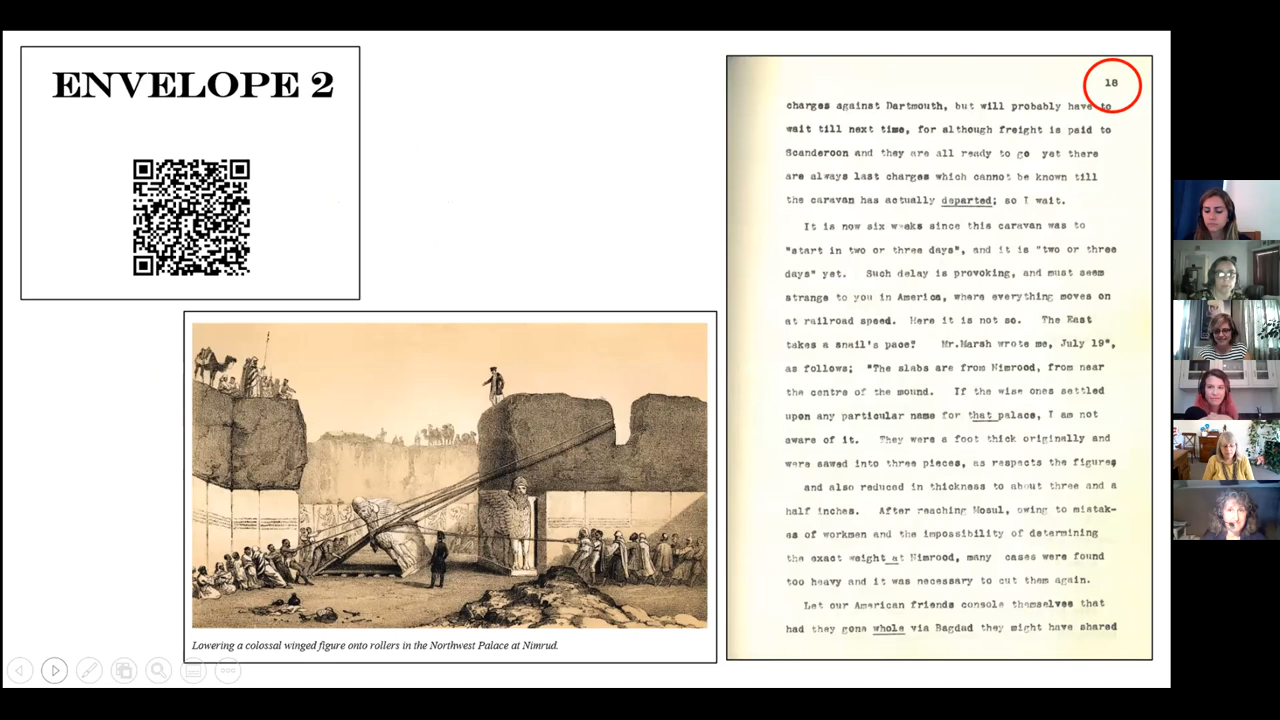 ENVELOPE 2
Lowering a colossal winged figure onto rollers in the Northwest Palace at Nimrud.
18
charges against Dartmouth, but will probably have to
wait till next time, for although freight is paid to
Scanderoon and they are all ready to go yet there
are always last charges which cannot be known till
the caravan has actually departed; so I wait.
It is now six weeks since this caravan was to
"start in two or three days", and it is "two or three
days" yet. Such delay is provoking, and must seem
strange to you in America, where everything moves on
at railroad speed. Here it is not so. The East
takes a snail's pace! Mr.Marsh wrote me, July 19",
as follows; "The slabs are from Nimrood, from near
the centre of the mound. If the wise ones settled
upon any particular name for that palace, I am not
aware of it. They were a foot thick originally and
were sawed into three pieces, as respects the figures
and also reduced in thickness to about three and a
half inches. After reaching Mosul, owing to mistak-
es of workmen and the impossibility of determining
the exact weight at Nimrood, many cases were found
too heavy and it was necessary to cut them again.
Let our American friends console themselves that
had they gone whole via Bagdad they might have shared